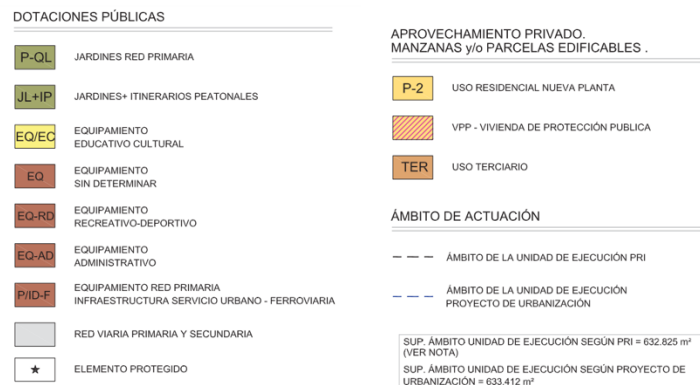 DOTACIONES PÚBLICAS
P-QL JARDINES RED PRIMARIA
JL+IP JARDINES+ ITINERARIOS PEATONALES
EQ/EC EQUIPAMIENTO
EDUCATIVO CULTURAL
EQ EQUIPAMIENTO
SIN DETERMINAR
EQ-RD EQUIPAMIENTO
RECREATIVO-DEPORTIVO
EQ-AD EQUIPAMIENTO
ADMINISTRATIVO
P/ID-F EQUIPAMIENTO RED PRIMARIA
INFRAESTRUCTURA SERVICIO URBANO - FERROVIARIA
RED VIARIA PRIMARIA Y SECUNDARIA
ELEMENTO PROTEGIDO
APROVECHAMIENTO PRIVADO.
MANZANAS y/o PARCELAS EDIFICABLES .
P-2 USO RESIDENCIAL NUEVA PLANTA
VPP - VIVIENDA DE PROTECCIÓN PUBLICA
TER USO TERCIARIO
ÁMBITO DE ACTUACIÓN
ÁMBITO DE LA UNIDAD DE EJECUCIÓN PRI
ÁMBITO DE LA UNIDAD DE EJECUCIÓN
PROYECTO DE URBANIZACIÓN
SUP. ÁMBITO UNIDAD DE EJECUCIÓN SEGÚN PRI = 632.825 m²
(VER NOTA)
SUP. ÁMBITO UNIDAD DE EJECUCIÓN SEGÚN PROYECTO DE
URBANIZACIÓN = 633.412 m²